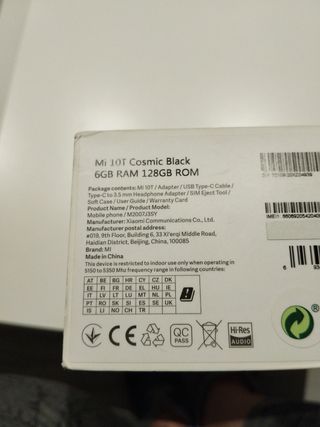 Mi 10T Cosmic Black
6GB RAM 128GB ROM
Package contents: Mi 10T / Adapter / USB Type-C Cable /
Type-C to 3.5 mm Headphone Adapter / SIM Eject Tool /
Soft Case / User Guide / Warranty Card
Product Name / Product Model:
Mobile phone / M2007J3SY
Manufacturer: Xiaomi Communications Co., Ltd.
Manufacturer postal address:
#019, 9th Floor, Building 6, 33 Xi'erqi Middle Road,
Haidian District, Beijing, China, 100085
Brand: MI
Made in China
This device is restricted to indoor use only when operating in
5150 to 5350 Mhz frequency range in following countries:
AT BE BG HR CY CZ DK
EE FI FR DE EL HU IE
IT LV LT LU MT NL PL
PT RO SK SI ES SE UK
IS LI NO CH TR
CE
QC
PASS
Hi-Res
AUDIO
®